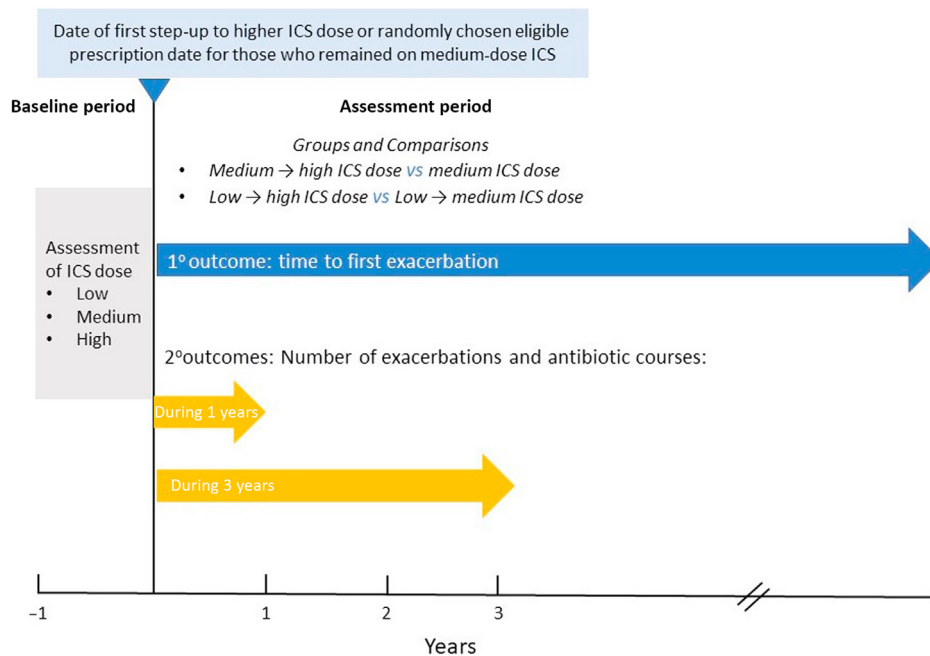 Date of first step-up to higher ICS dose or randomly chosen eligible
prescription date for those who remained on medium-dose ICS
Baseline period
Assessment period
Groups and Comparisons
• Medium → high ICS dose vs medium ICS dose
• Low → high ICS dose vs Low → medium ICS dose
Assessment
of ICS dose
• Low
• Medium
• High
1º outcome: time to first exacerbation
2ºoutcomes: Number of exacerbations and antibiotic courses:
During 1 years
During 3 years
–1
1
2
3
Years